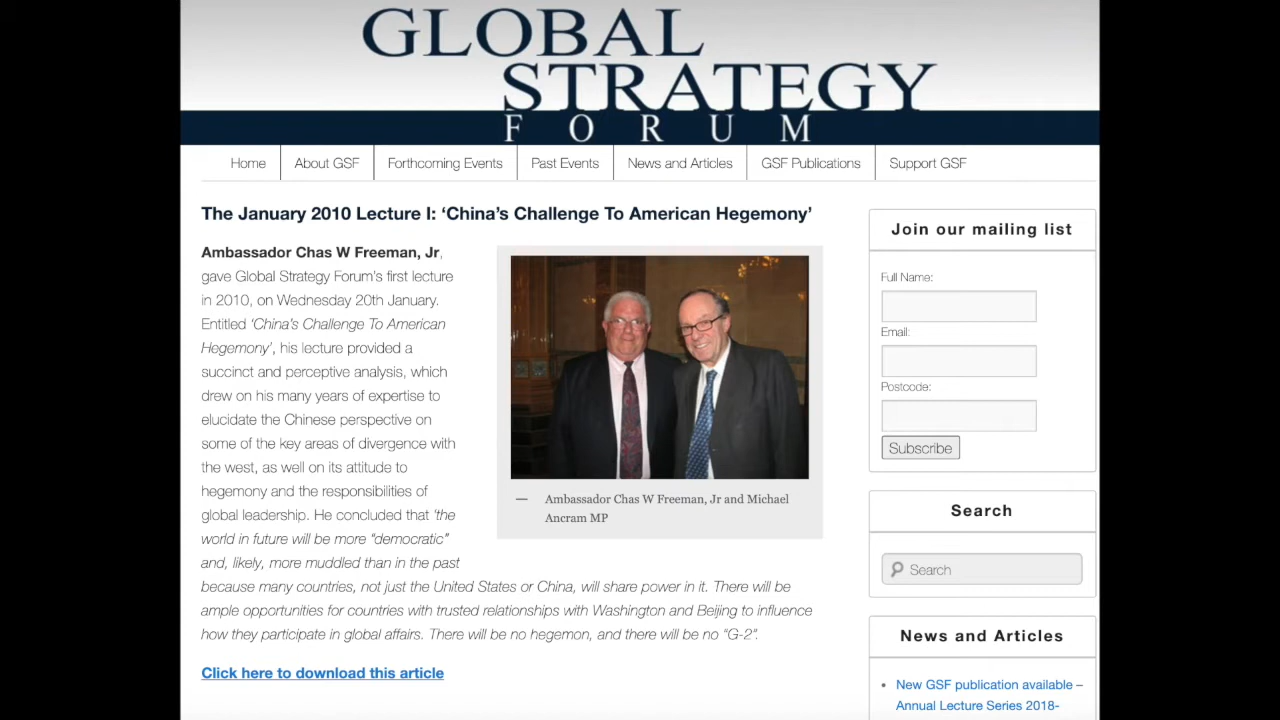 GLOBAL
STRATEGY
FORUM
Home
About GSF
Forthcoming Events
Past Events
News and Articles
GSF Publications
Support GSF
The January 2010 Lecture I: ‘China’s Challenge To American Hegemony’
Ambassador Chas W Freeman, Jr,
gave Global Strategy Forum’s first lecture
in 2010, on Wednesday 20th January.
Entitled ‘China’s Challenge To American
Hegemony’, his lecture provided a
succinct and perceptive analysis, which
drew on his many years of expertise to
elucidate the Chinese perspective on
some of the key areas of divergence with
the west, as well on its attitude to
hegemony and the responsibilities of
global leadership. He concluded that ‘the
world in future will be more “democratic”
and, likely, more muddled than in the past
because many countries, not just the United States or China, will share power in it. There will be
ample opportunities for countries with trusted relationships with Washington and Beijing to influence
how they participate in global affairs. There will be no hegemon, and there will be no “G-2”.
— Ambassador Chas W Freeman, Jr and Michael
Ancram MP
Click here to download this article
Join our mailing list
Full Name:
Email:
Postcode:
Subscribe
Search
Search
News and Articles
New GSF publication available –
Annual Lecture Series 2018-